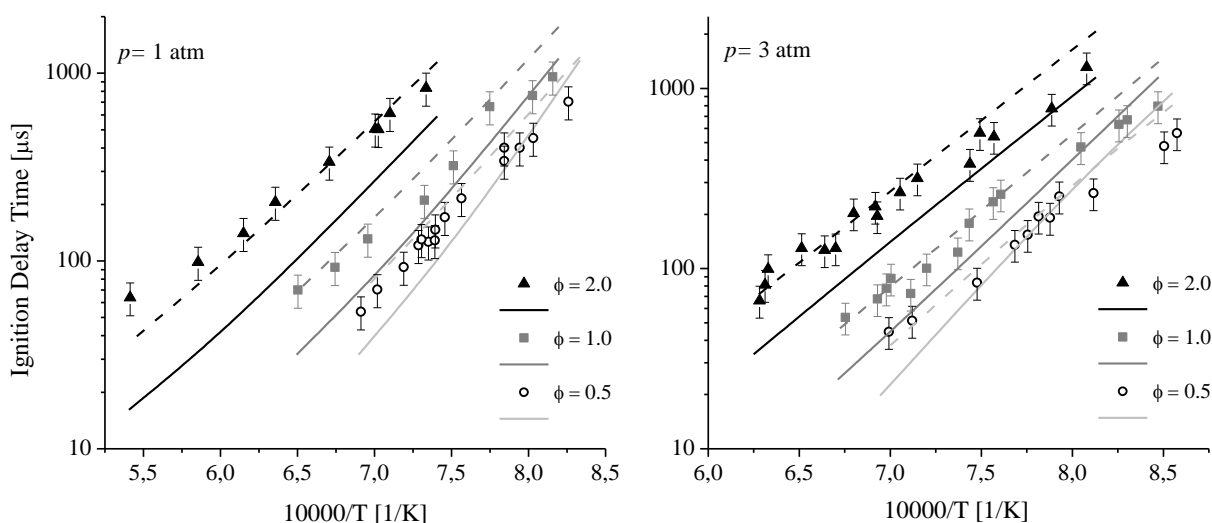 p= 1 atm
1000
100
10
Ignition Delay Time [µs]
ϕ = 2.0
ϕ = 1.0
ϕ = 0.5
5,5
6,0
6,5
7,0
7,5
8,0
8,5
10000/T [1/K]
p= 3 atm
1000
100
10
ϕ = 2.0
ϕ = 1.0
ϕ = 0.5
6,0
6,5
7,0
7,5
8,0
8,5
10000/T [1/K]